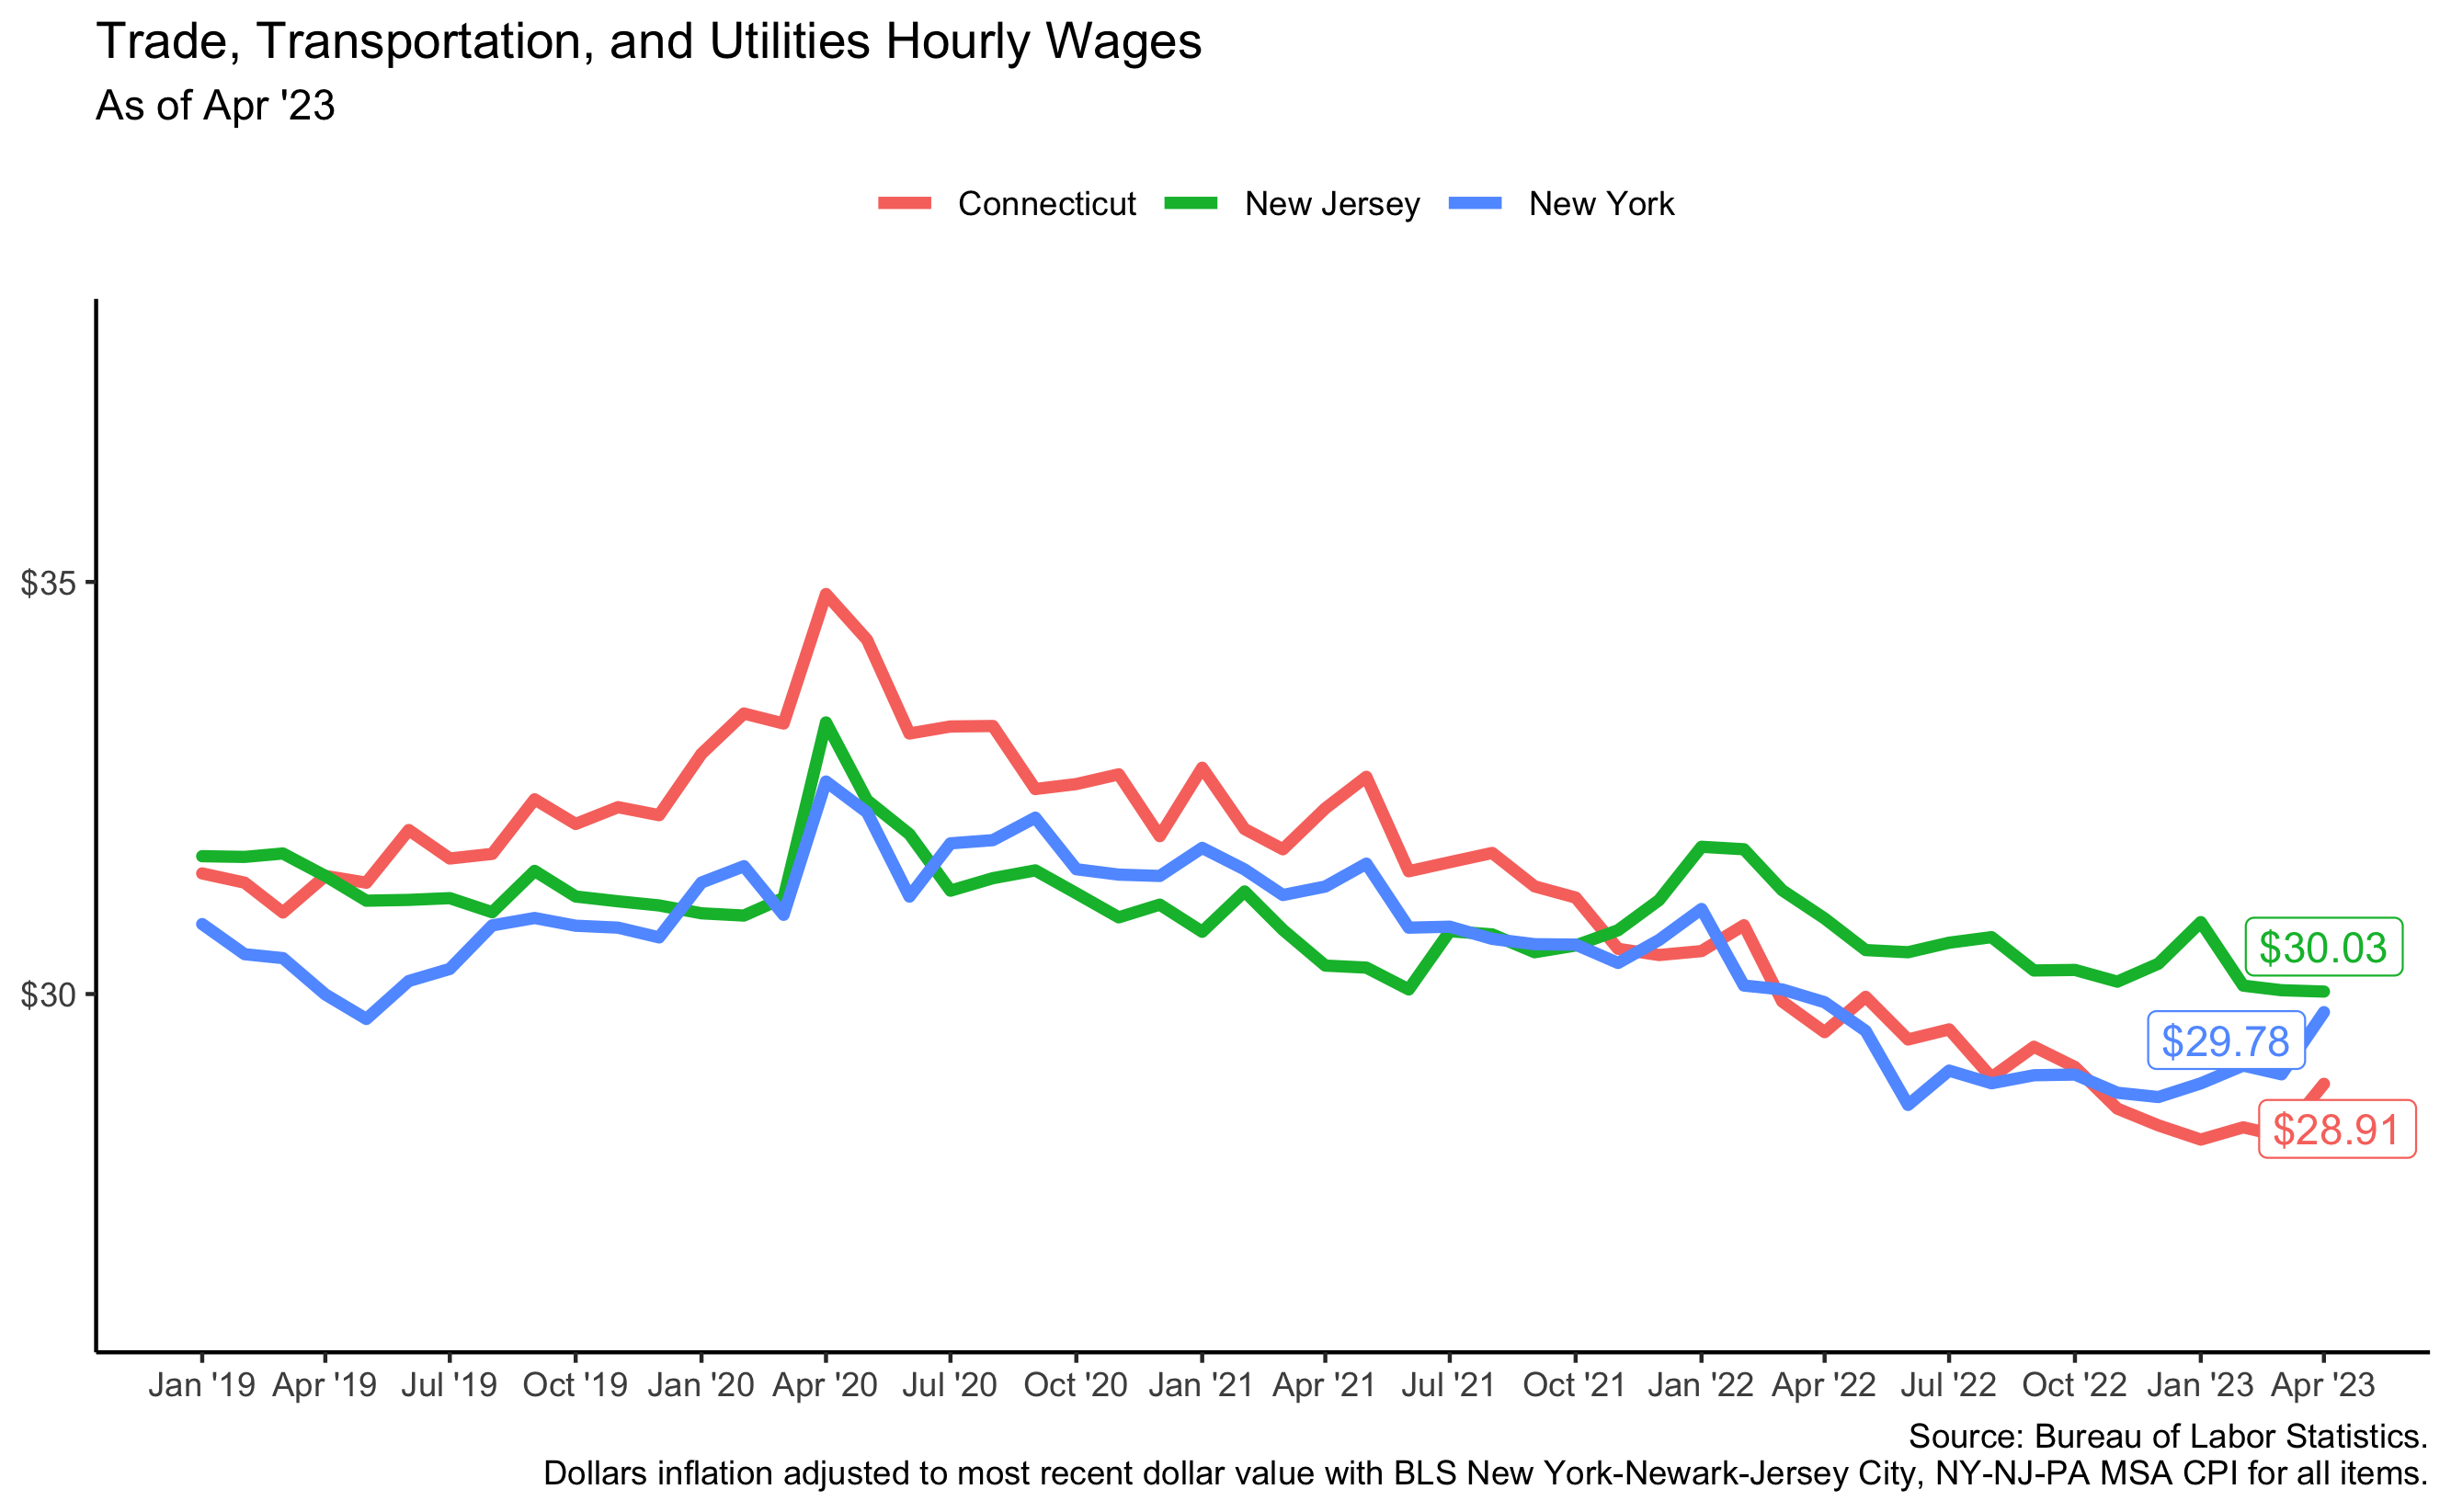 Trade, Transportation, and Utilities Hourly Wages
As of Apr '23
Connecticut New Jersey New York
$35
$30
$30.03
$29.78
$28.91
Jan '19 Apr '19 Jul '19 Oct '19 Jan '20 Apr '20 Jul '20 Oct '20 Jan '21 Apr '21 Jul '21 Oct '21 Jan '22 Apr '22 Jul '22 Oct '22 Jan '23 Apr '23
Source: Bureau of Labor Statistics.
Dollars inflation adjusted to most recent dollar value with BLS New York-Newark-Jersey City, NY-NJ-PA MSA CPI for all items.